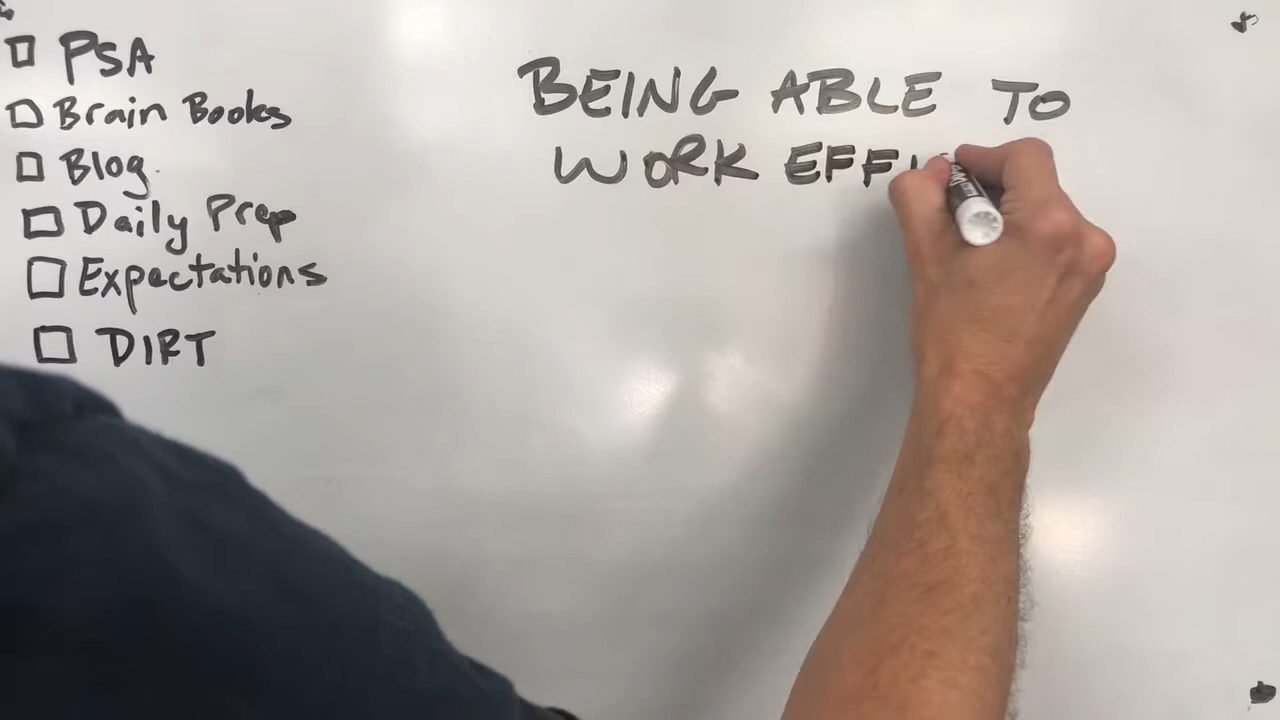 PSA
Brain Books
Blog.
Daily Prep
Expectations
DIRT
BEING ABLE TO
WORK EFFI